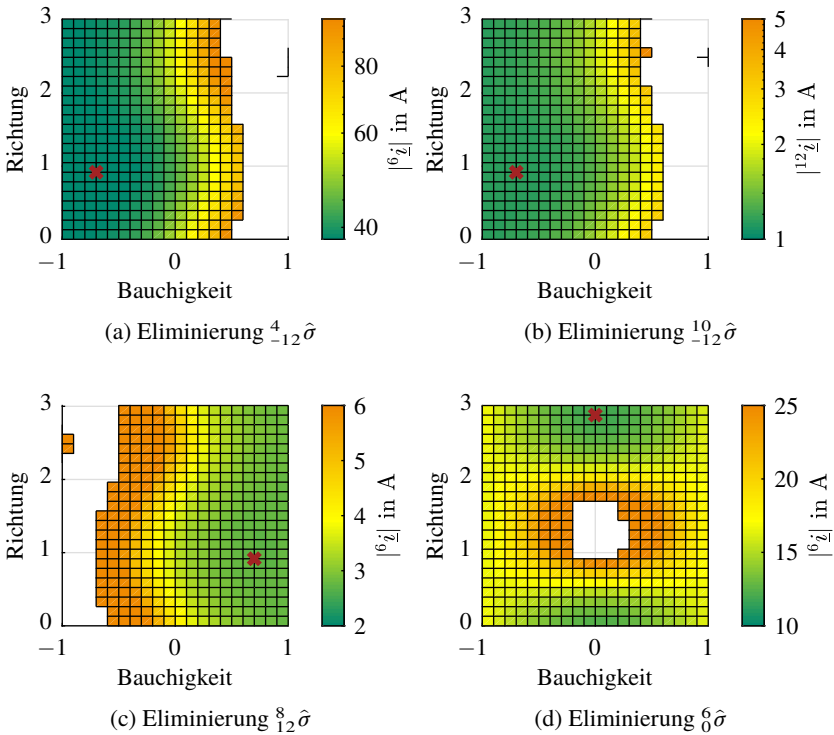 3
2
1
0
Richtung
−1
0
1
Bauchigkeit
80
60
40
|⁶i̲| in A
(a) Eliminierung ⁴₋₁₂σ̂
3
2
1
0
Richtung
−1
0
1
Bauchigkeit
5
4
3
2
1
|¹²i̲| in A
(b) Eliminierung ¹⁰₋₁₂σ̂
3
2
1
0
Richtung
−1
0
1
Bauchigkeit
6
5
4
3
2
|⁶i̲| in A
(c) Eliminierung ⁸₁₂σ̂
3
2
1
0
Richtung
−1
0
1
Bauchigkeit
25
20
15
10
|⁶i̲| in A
(d) Eliminierung ⁶₀σ̂